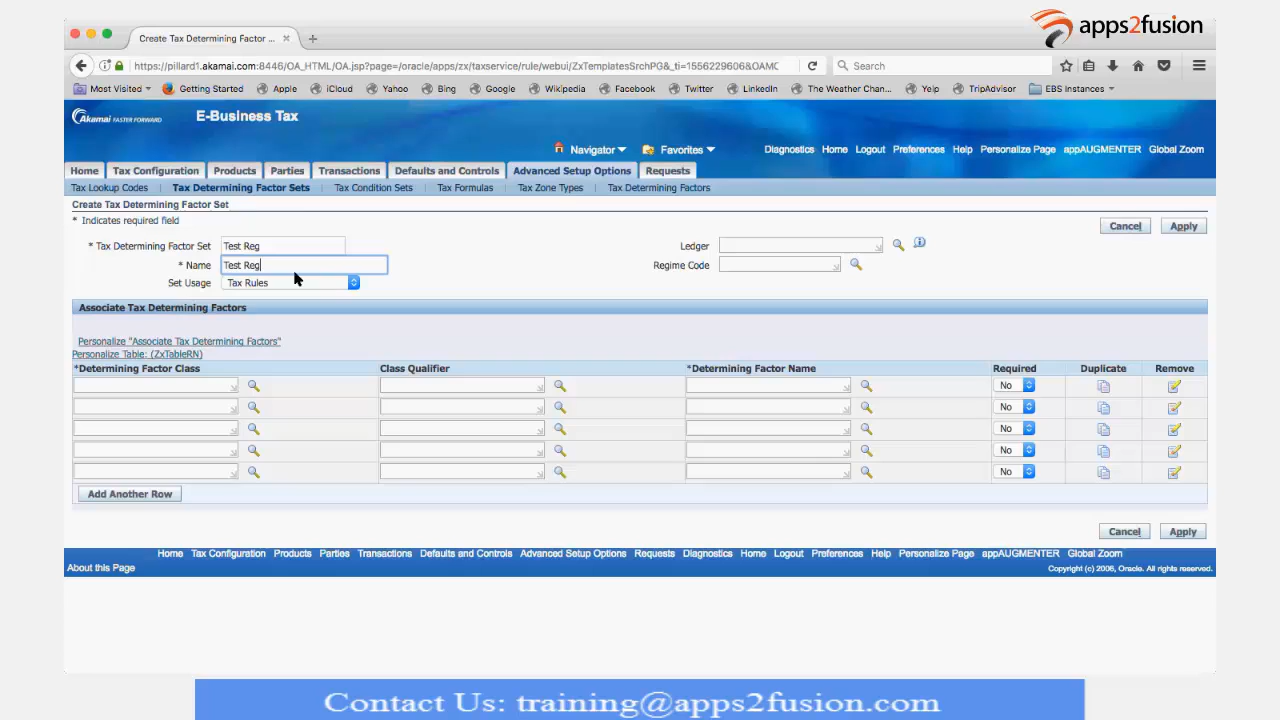 apps2fusion
Create Tax Determining Factor ...
https://pillard1.akamai.com:8446/OA_HTML/OA.jsp?page=/oracle/apps/zx/taxservice/rule/webui/ZxTemplatesSrchPG&_ti=1556229606&OAMC
Search
Most Visited Getting Started Apple iCloud Yahoo Bing Google Wikipedia Facebook Twitter LinkedIn The Weather Chan... Yelp TripAdvisor EBS Instances
Akamai FASTER FORWARD E-Business Tax
Navigator Favorites Diagnostics Home Logout Preferences Help Personalize Page appAUGMENTER Global Zoom
Home Tax Configuration Products Parties Transactions Defaults and Controls Advanced Setup Options Requests
Tax Lookup Codes Tax Determining Factor Sets Tax Condition Sets Tax Formulas Tax Zone Types Tax Determining Factors
Create Tax Determining Factor Set
* Indicates required field
Cancel Apply
* Tax Determining Factor Set Test Reg Ledger
* Name Test Reg Regime Code
Set Usage Tax Rules
Associate Tax Determining Factors
Personalize "Associate Tax Determining Factors"
Personalize Table: (ZxTableRN)
*Determining Factor Class Class Qualifier *Determining Factor Name Required Duplicate Remove
No
No
No
No
No
Add Another Row
Cancel Apply
Home Tax Configuration Products Parties Transactions Defaults and Controls Advanced Setup Options Requests Diagnostics Home Logout Preferences Help Personalize Page appAUGMENTER Global Zoom
About this Page Copyright (c) 2006, Oracle. All rights reserved.
Contact Us: training@apps2fusion.com